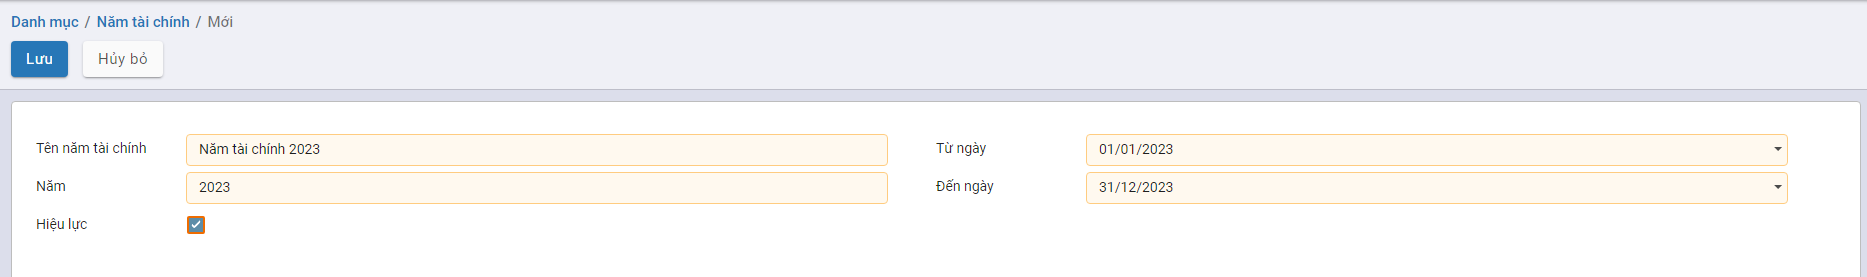 Danh mục / Năm tài chính / Mới
Lưu Hủy bỏ
Tên năm tài chính Năm tài chính 2023 Từ ngày 01/01/2023
Năm 2023 Đến ngày 31/12/2023
Hiệu lực